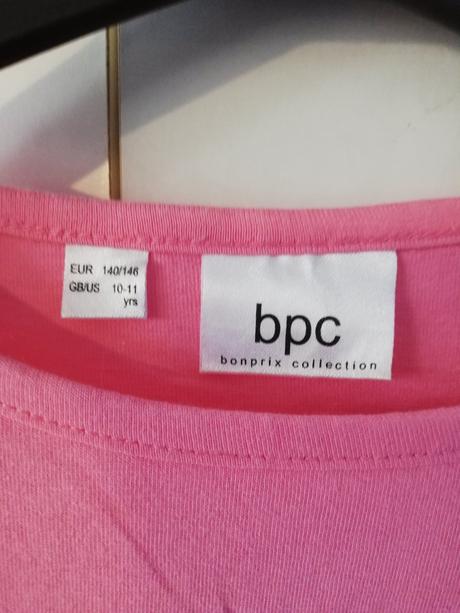 EUR 140/146
GB/US 10-11
yrs
bpc
bonprix collection